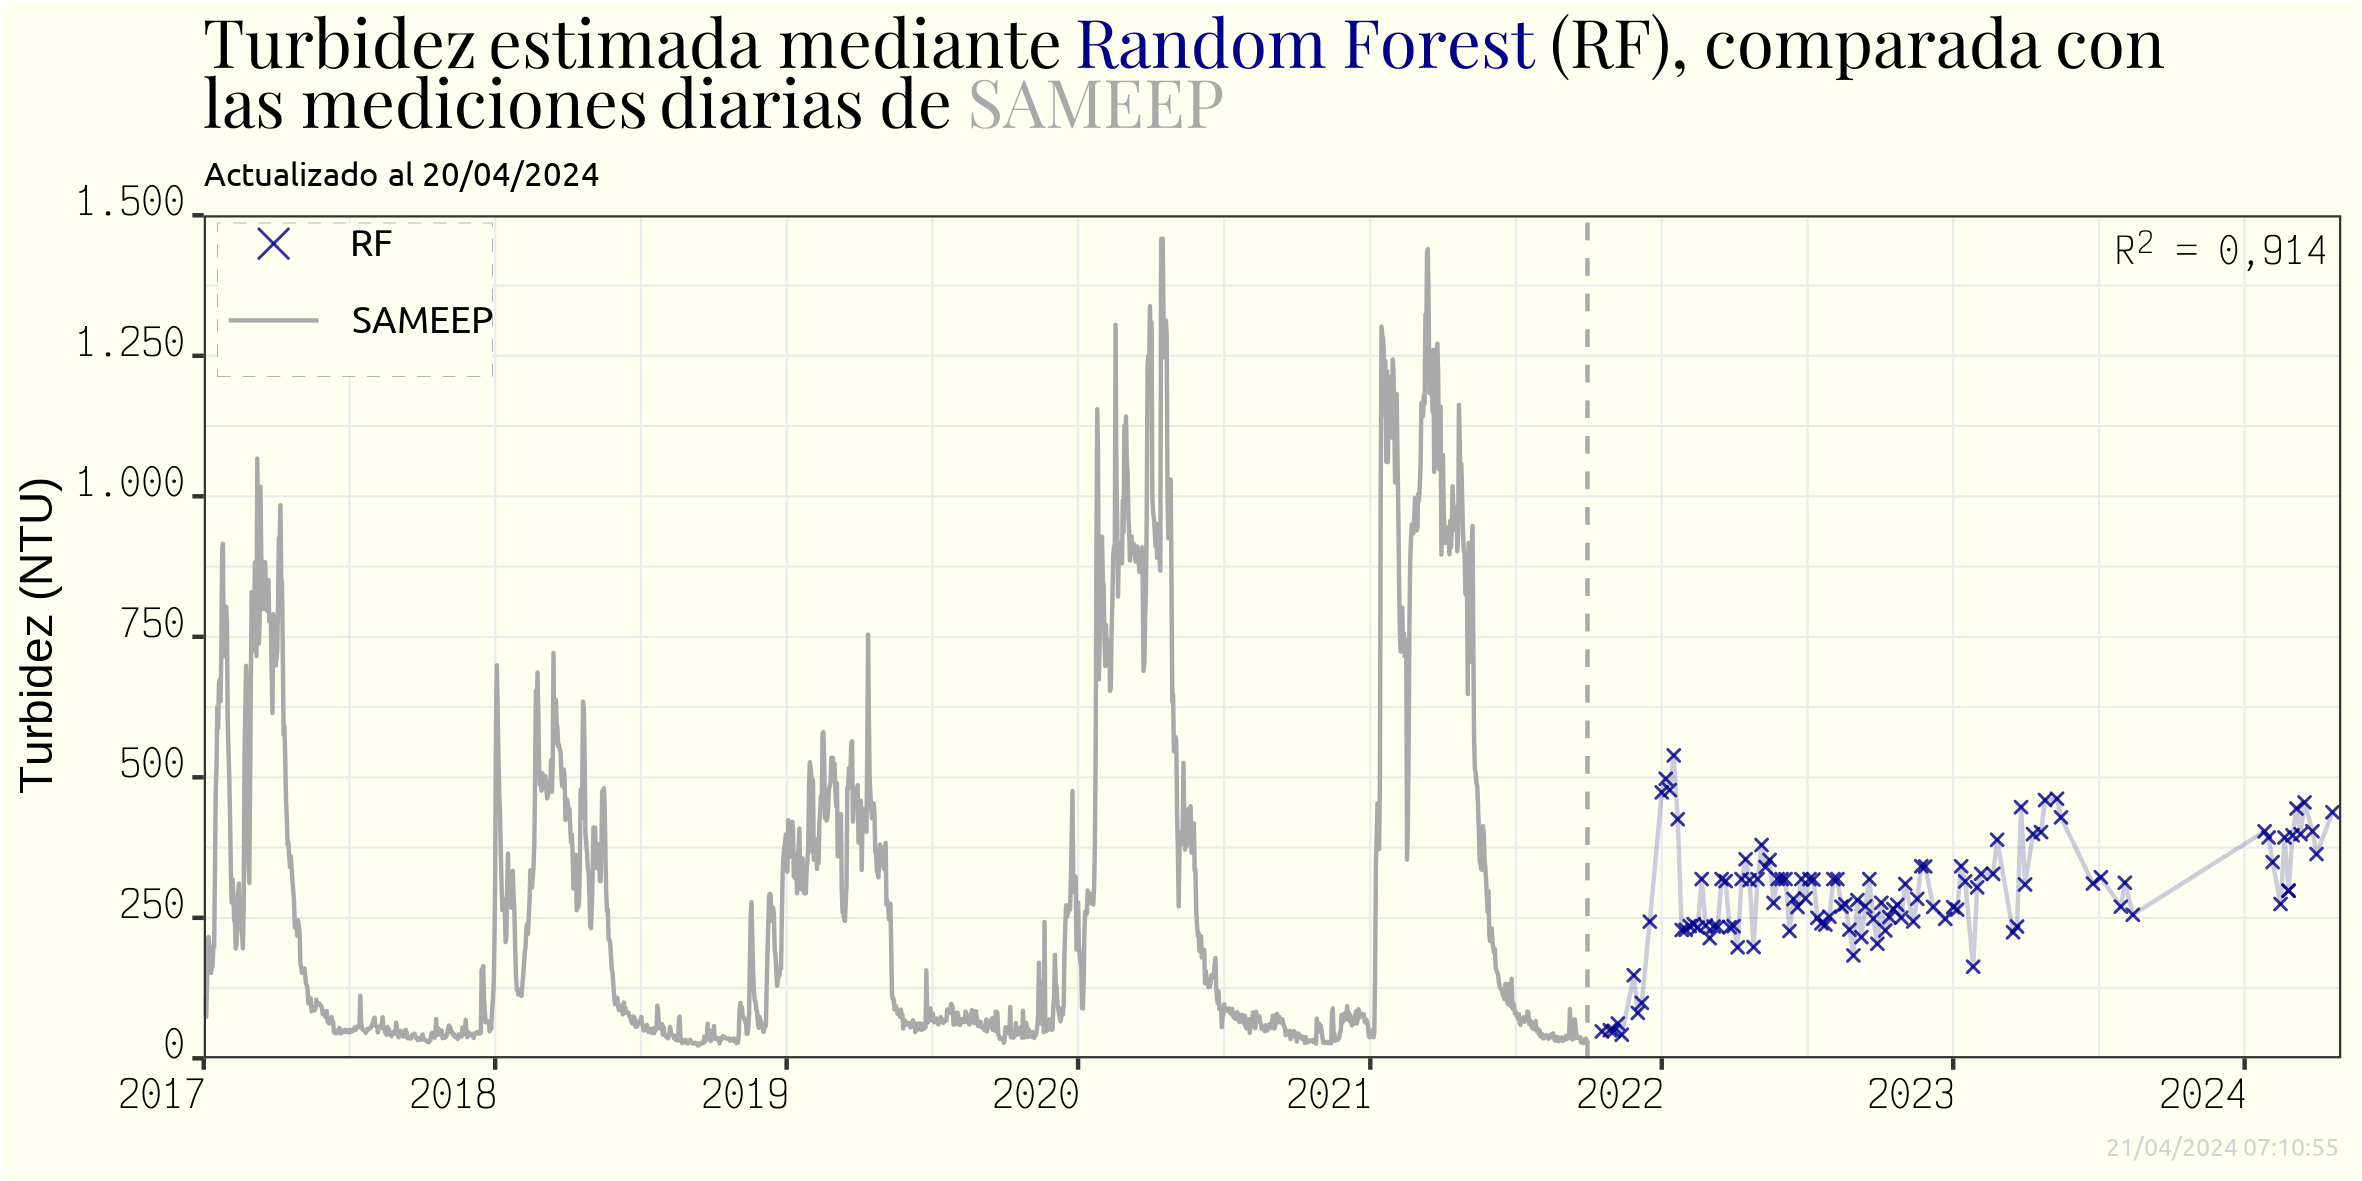 Turbidez estimada mediante Random Forest (RF), comparada con
las mediciones diarias de SAMEEP
Actualizado al 20/04/2024
RF
SAMEEP
R² = 0,914
Turbidez (NTU)
1.500
1.250
1.000
750
500
250
0
2017 2018 2019 2020 2021 2022 2023 2024
21/04/2024 07:10:55